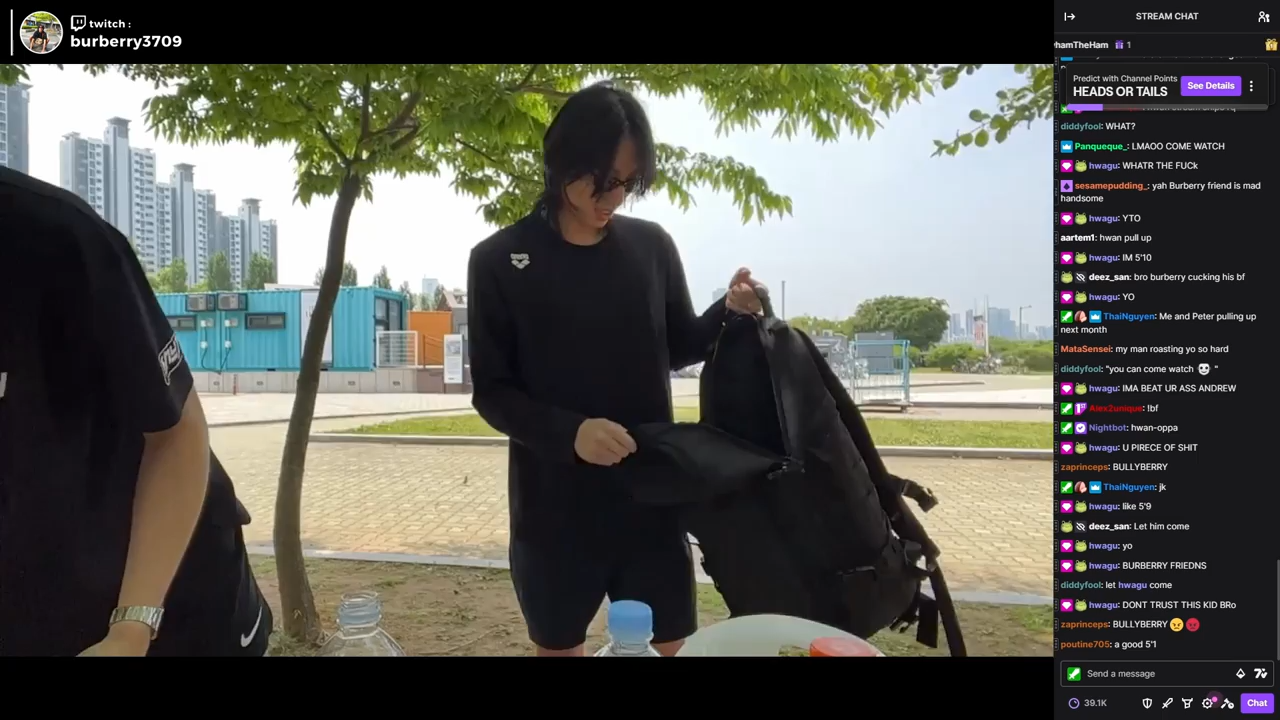 twitch :
burberry3709
STREAM CHAT
hamTheHam 1
Predict with Channel Points
HEADS OR TAILS
See Details
diddyfool: WHAT?
Panqueque_: LMAOO COME WATCH
hwagu: WHATR THE FUCk
sesamepudding_: yah Burberry friend is mad
handsome
hwagu: YTO
aartem1: hwan pull up
hwagu: IM 5'10
deez_san: bro burberry cucking his bf
hwagu: YO
ThaiNguyen: Me and Peter pulling up
next month
MataSensei: my man roasting yo so hard
diddyfool: "you can come watch 💀 "
hwagu: IMA BEAT UR ASS ANDREW
Alex2unique: !bf
Nightbot: hwan-oppa
hwagu: U PIRECE OF SHIT
zaprinceps: BULLYBERRY
ThaiNguyen: jk
hwagu: like 5'9
deez_san: Let him come
hwagu: yo
hwagu: BURBERRY FRIEDNS
diddyfool: let hwagu come
hwagu: DONT TRUST THIS KID BRo
zaprinceps: BULLYBERRY 😠 😡
poutine705: a good 5'1
Send a message
39.1K
Chat